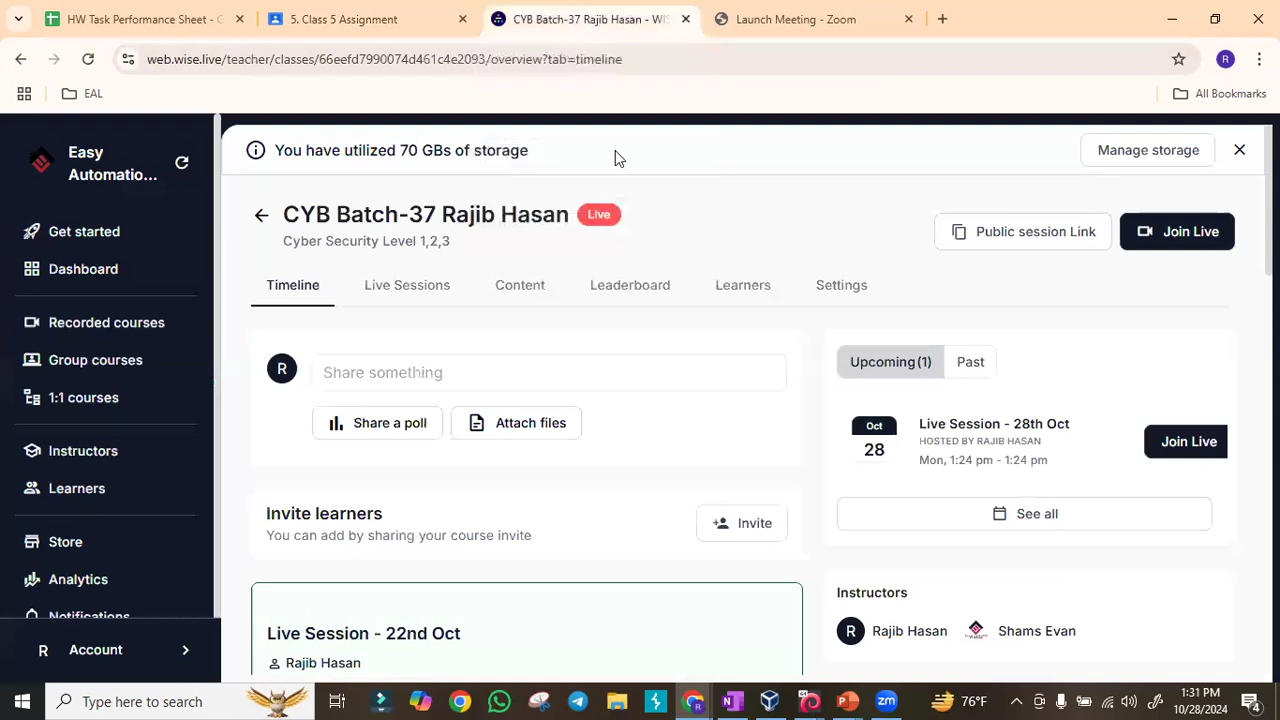 HW Task Performance Sheet - G
5. Class 5 Assignment
CYB Batch-37 Rajib Hasan - WIS
Launch Meeting - Zoom
web.wise.live/teacher/classes/66eefd7990074d461c4e2093/overview?tab=timeline
R
EAL
All Bookmarks
Easy
Automatio...
Get started
Dashboard
Recorded courses
Group courses
1:1 courses
Instructors
Learners
Store
Analytics
Notifications
R Account
You have utilized 70 GBs of storage
Manage storage
CYB Batch-37 Rajib Hasan Live
Cyber Security Level 1,2,3
Public session Link
Join Live
Timeline Live Sessions Content Leaderboard Learners Settings
R Share something
Share a poll Attach files
Invite learners
You can add by sharing your course invite
Invite
Live Session - 22nd Oct
Rajib Hasan
Upcoming(1) Past
Oct
28
Live Session - 28th Oct
HOSTED BY RAJIB HASAN
Mon, 1:24 pm - 1:24 pm
Join Live
See all
Instructors
R Rajib Hasan Shams Evan
Type here to search
76°F
1:31 PM
10/28/2024
4